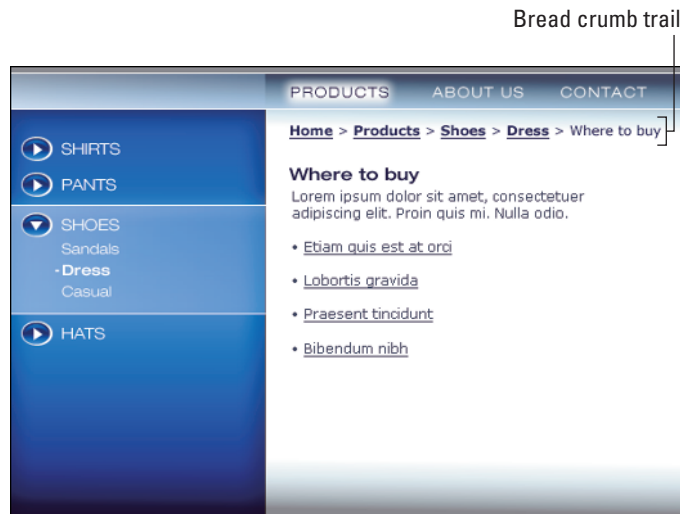 Bread crumb trail
PRODUCTS ABOUT US CONTACT
Home > Products > Shoes > Dress > Where to buy
SHIRTS
PANTS
SHOES
Sandals
-Dress
Casual
HATS
Where to buy
Lorem ipsum dolor sit amet, consectetuer
adipiscing elit. Proin quis mi. Nulla odio.
• Etiam quis est at orci
• Lobortis gravida
• Praesent tincidunt
• Bibendum nibh